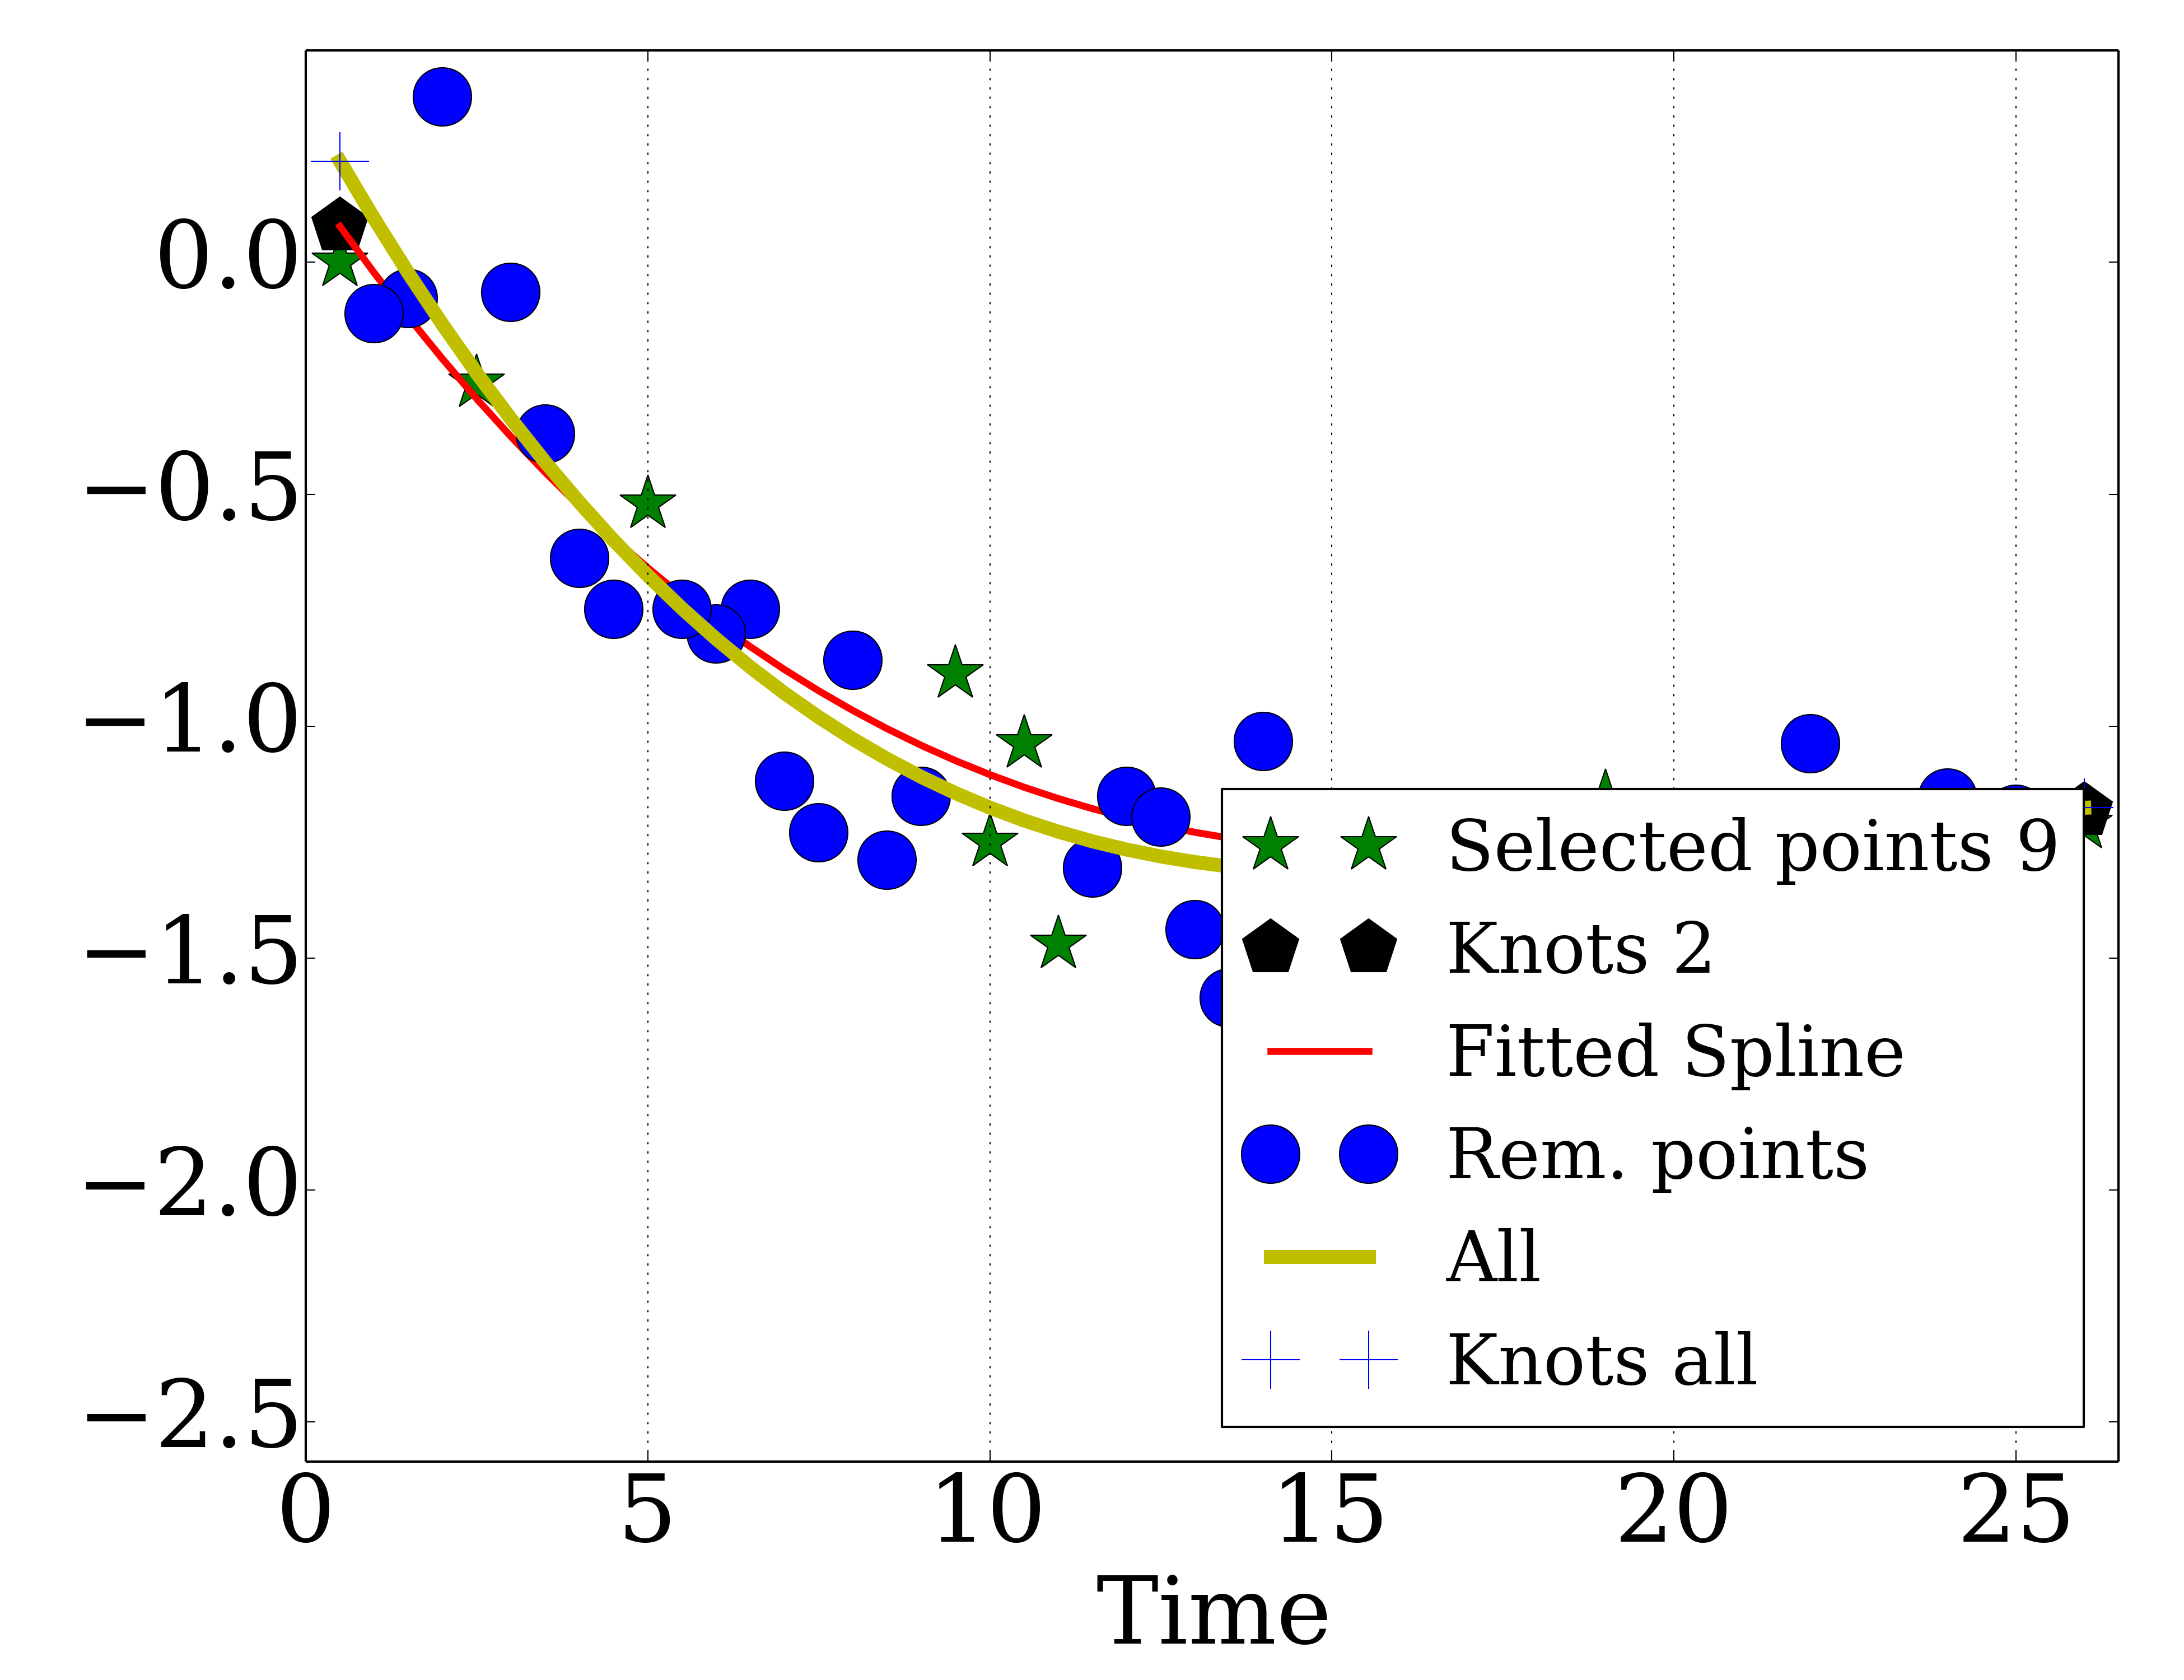 0.0
−0.5
−1.0
−1.5
−2.0
−2.5
Selected points 9
Knots 2
Fitted Spline
Rem. points
All
Knots all
0 5 10 15 20 25
Time